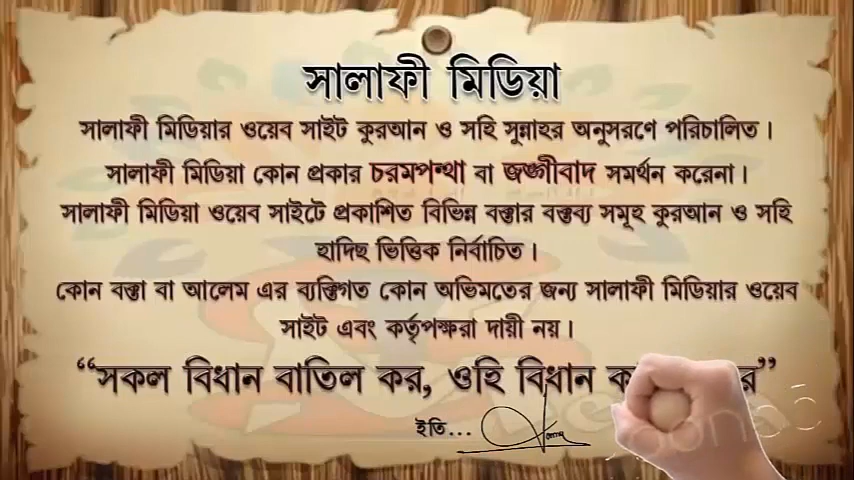 সালাফী মিডিয়া
সালাফী মিডিয়ার ওয়েব সাইট কুরআন ও সহি সুন্নাহর অনুসরণে পরিচালিত।
সালাফী মিডিয়া কোন প্রকার চরমপন্থা বা জঙ্গীবাদ সমর্থন করেনা।
সালাফী মিডিয়া ওয়েব সাইটে প্রকাশিত বিভিন্ন বক্তার বক্তব্য সমূহ কুরআন ও সহি
হাদিছ ভিত্তিক নির্বাচিত।
কোন বক্তা বা আলেম এর ব্যক্তিগত কোন অভিমতের জন্য সালাফী মিডিয়ার ওয়েব
সাইট এবং কর্তৃপক্ষরা দায়ী নয়।
“সকল বিধান বাতিল কর, ওহি বিধান
ইতি...